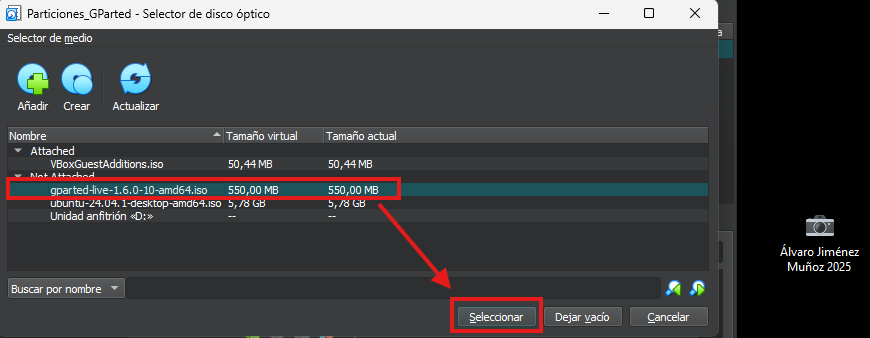 Particiones_GParted - Selector de disco óptico
Selector de medio
Añadir Crear Actualizar
Nombre Tamaño virtual Tamaño actual
Attached
VBoxGuestAdditions.iso 50,44 MB 50,44 MB
Not Attached
gparted-live-1.6.0-10-amd64.iso 550,00 MB 550,00 MB
ubuntu-24.04.1-desktop-amd64.iso 5,78 GB 5,78 GB
Unidad anfitrión «D:» -- --
Buscar por nombre
Seleccionar Dejar vacío Cancelar
Álvaro Jiménez
Muñoz 2025